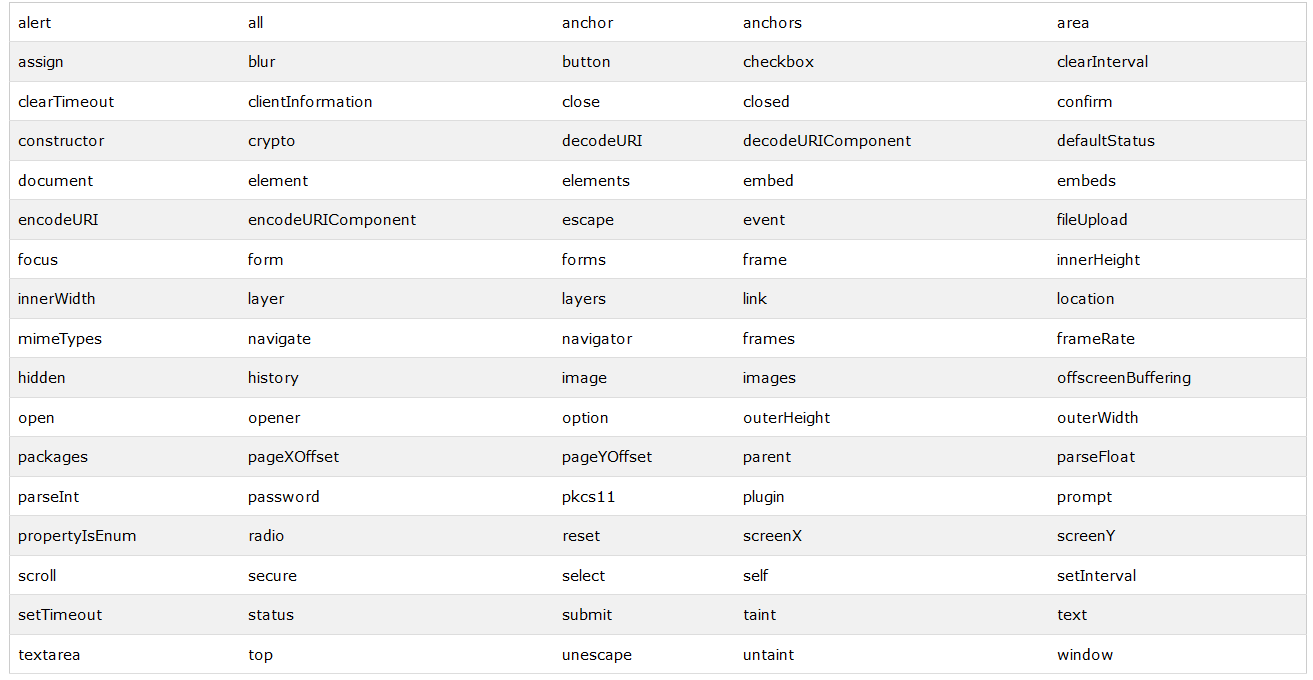 alert all anchor anchors area
assign blur button checkbox clearInterval
clearTimeout clientInformation close closed confirm
constructor crypto decodeURI decodeURIComponent defaultStatus
document element elements embed embeds
encodeURI encodeURIComponent escape event fileUpload
focus form forms frame innerHeight
innerWidth layer layers link location
mimeTypes navigate navigator frames frameRate
hidden history image images offscreenBuffering
open opener option outerHeight outerWidth
packages pageXOffset pageYOffset parent parseFloat
parseInt password pkcs11 plugin prompt
propertyIsEnum radio reset screenX screenY
scroll secure select self setInterval
setTimeout status submit taint text
textarea top unescape untaint window